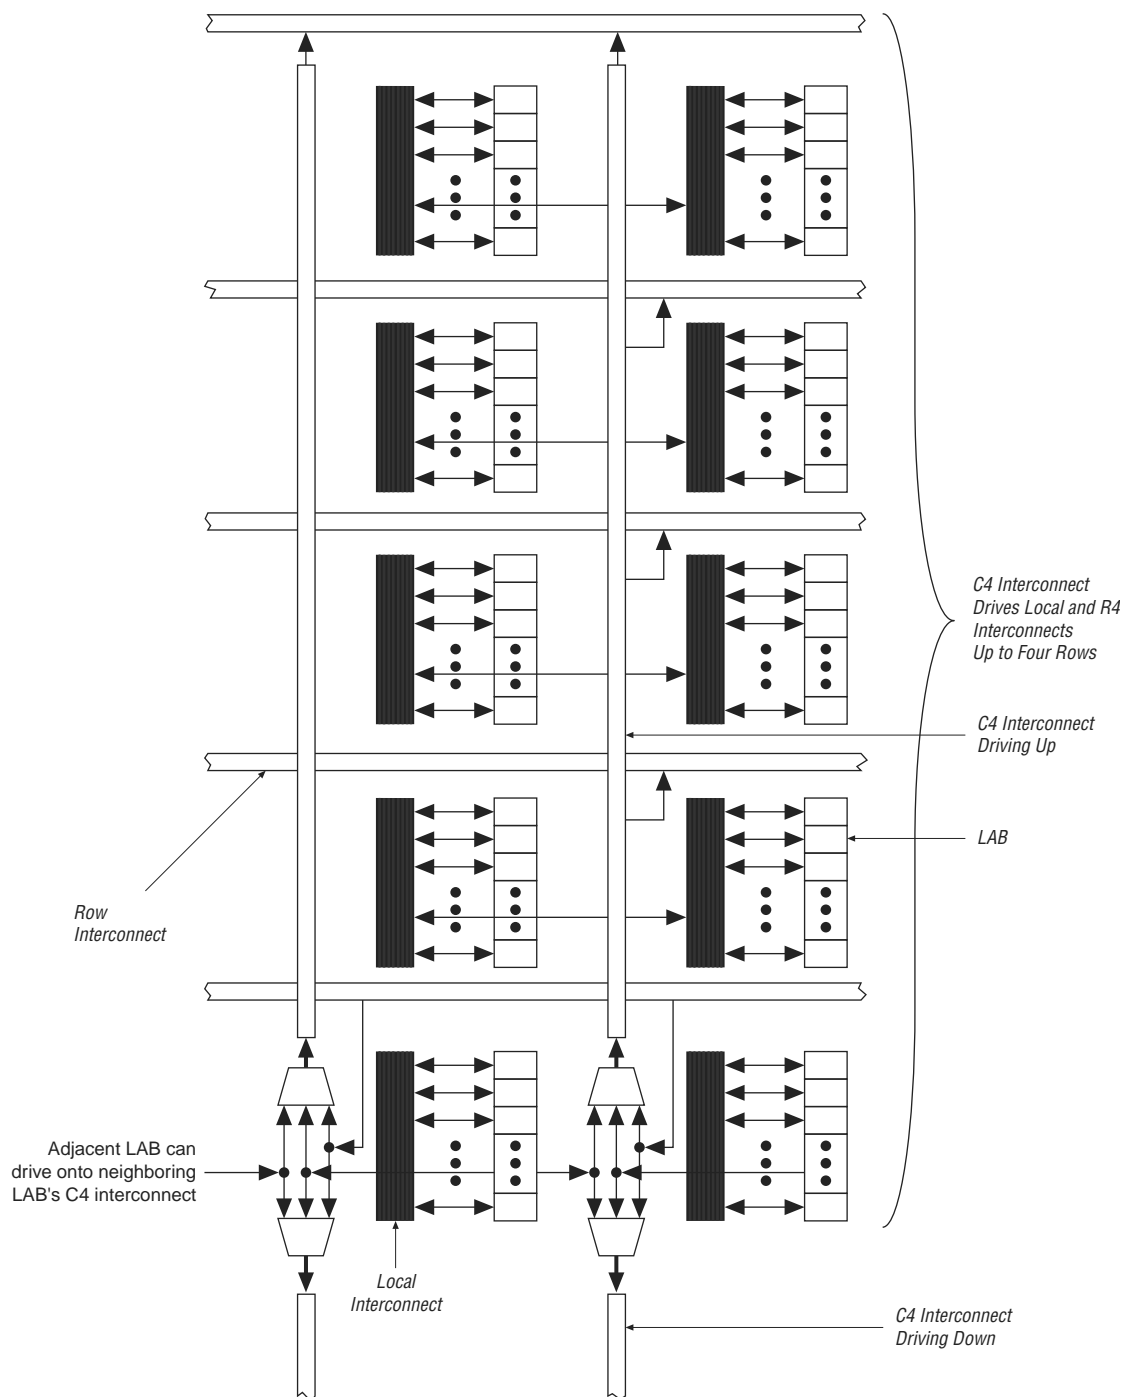 C4 Interconnect
Drives Local and R4
Interconnects
Up to Four Rows
C4 Interconnect
Driving Up
LAB
Row
Interconnect
Adjacent LAB can
drive onto neighboring
LAB's C4 interconnect
Local
Interconnect
C4 Interconnect
Driving Down